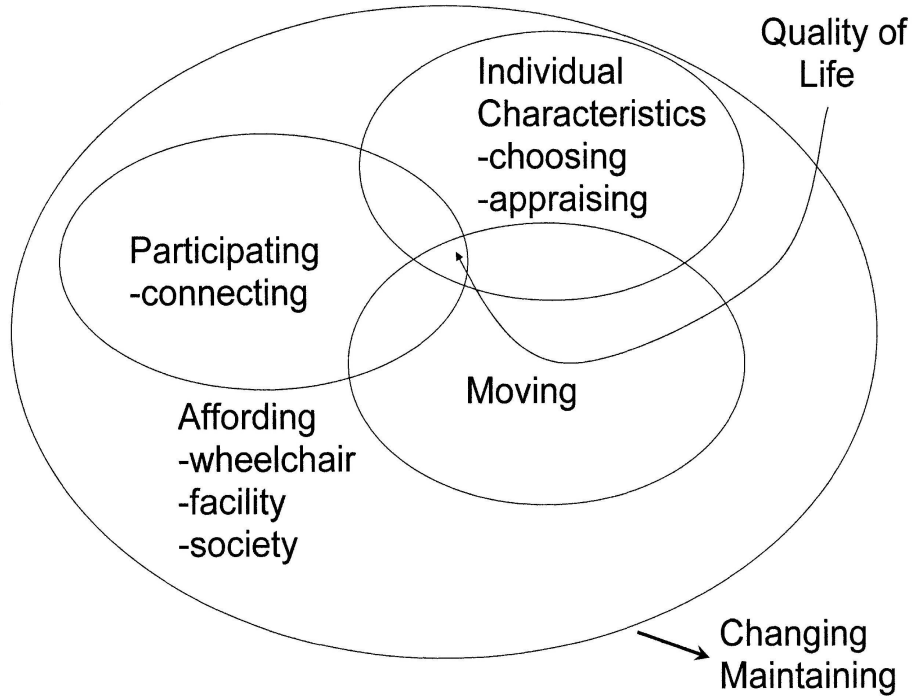 Quality of
Life
Individual
Characteristics
-choosing
-appraising
Participating
-connecting
Moving
Affording
-wheelchair
-facility
-society
Changing
Maintaining